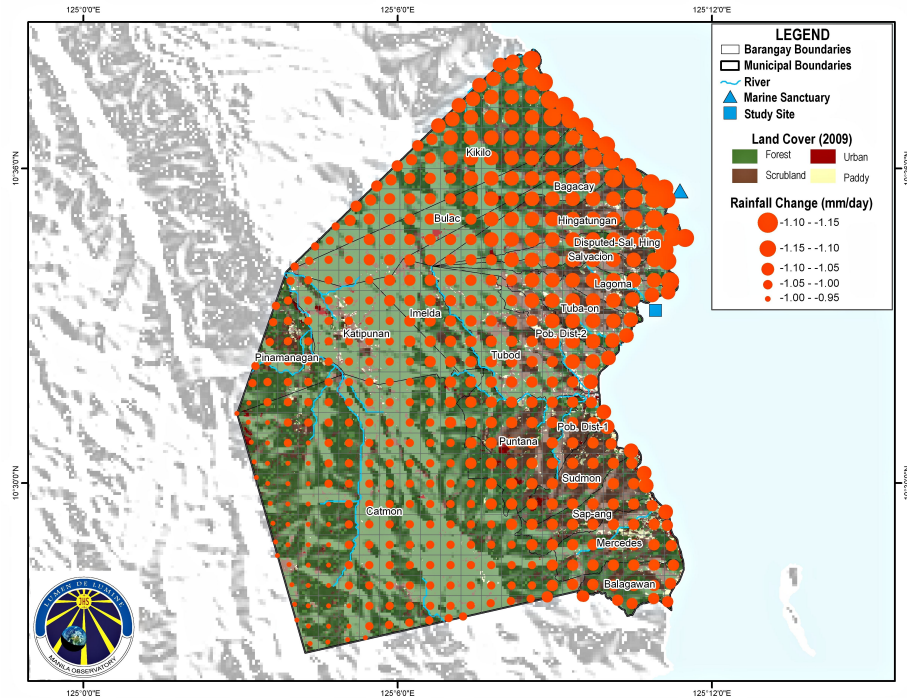 125°0'0"E 125°6'0"E 125°12'0"E
LEGEND
Barangay Boundaries
Municipal Boundaries
River
Marine Sanctuary
Study Site
Land Cover (2009)
Forest Urban
Scrubland Paddy
Rainfall Change (mm/day)
-1.10 - -1.15
-1.15 - -1.10
-1.10 - -1.05
-1.05 - -1.00
-1.00 - -0.95
10°36'0"N
Kikilo
Bagacay
Bulac
Hingatungan
Disputed-Sal, Hing
Salvacion
Lagoma
Tuba-on
Imelda
Katipunan
Pob. Dist-2
Pinamanagan
Tubod
Pob. Dist-1
Puntana
10°30'0"N
Sudmon
Catmon
Sap-ang
Mercedes
Balagawan
LUMEN DE LUMINE
IHS
MANILA OBSERVATORY
125°0'0"E 125°6'0"E 125°12'0"E